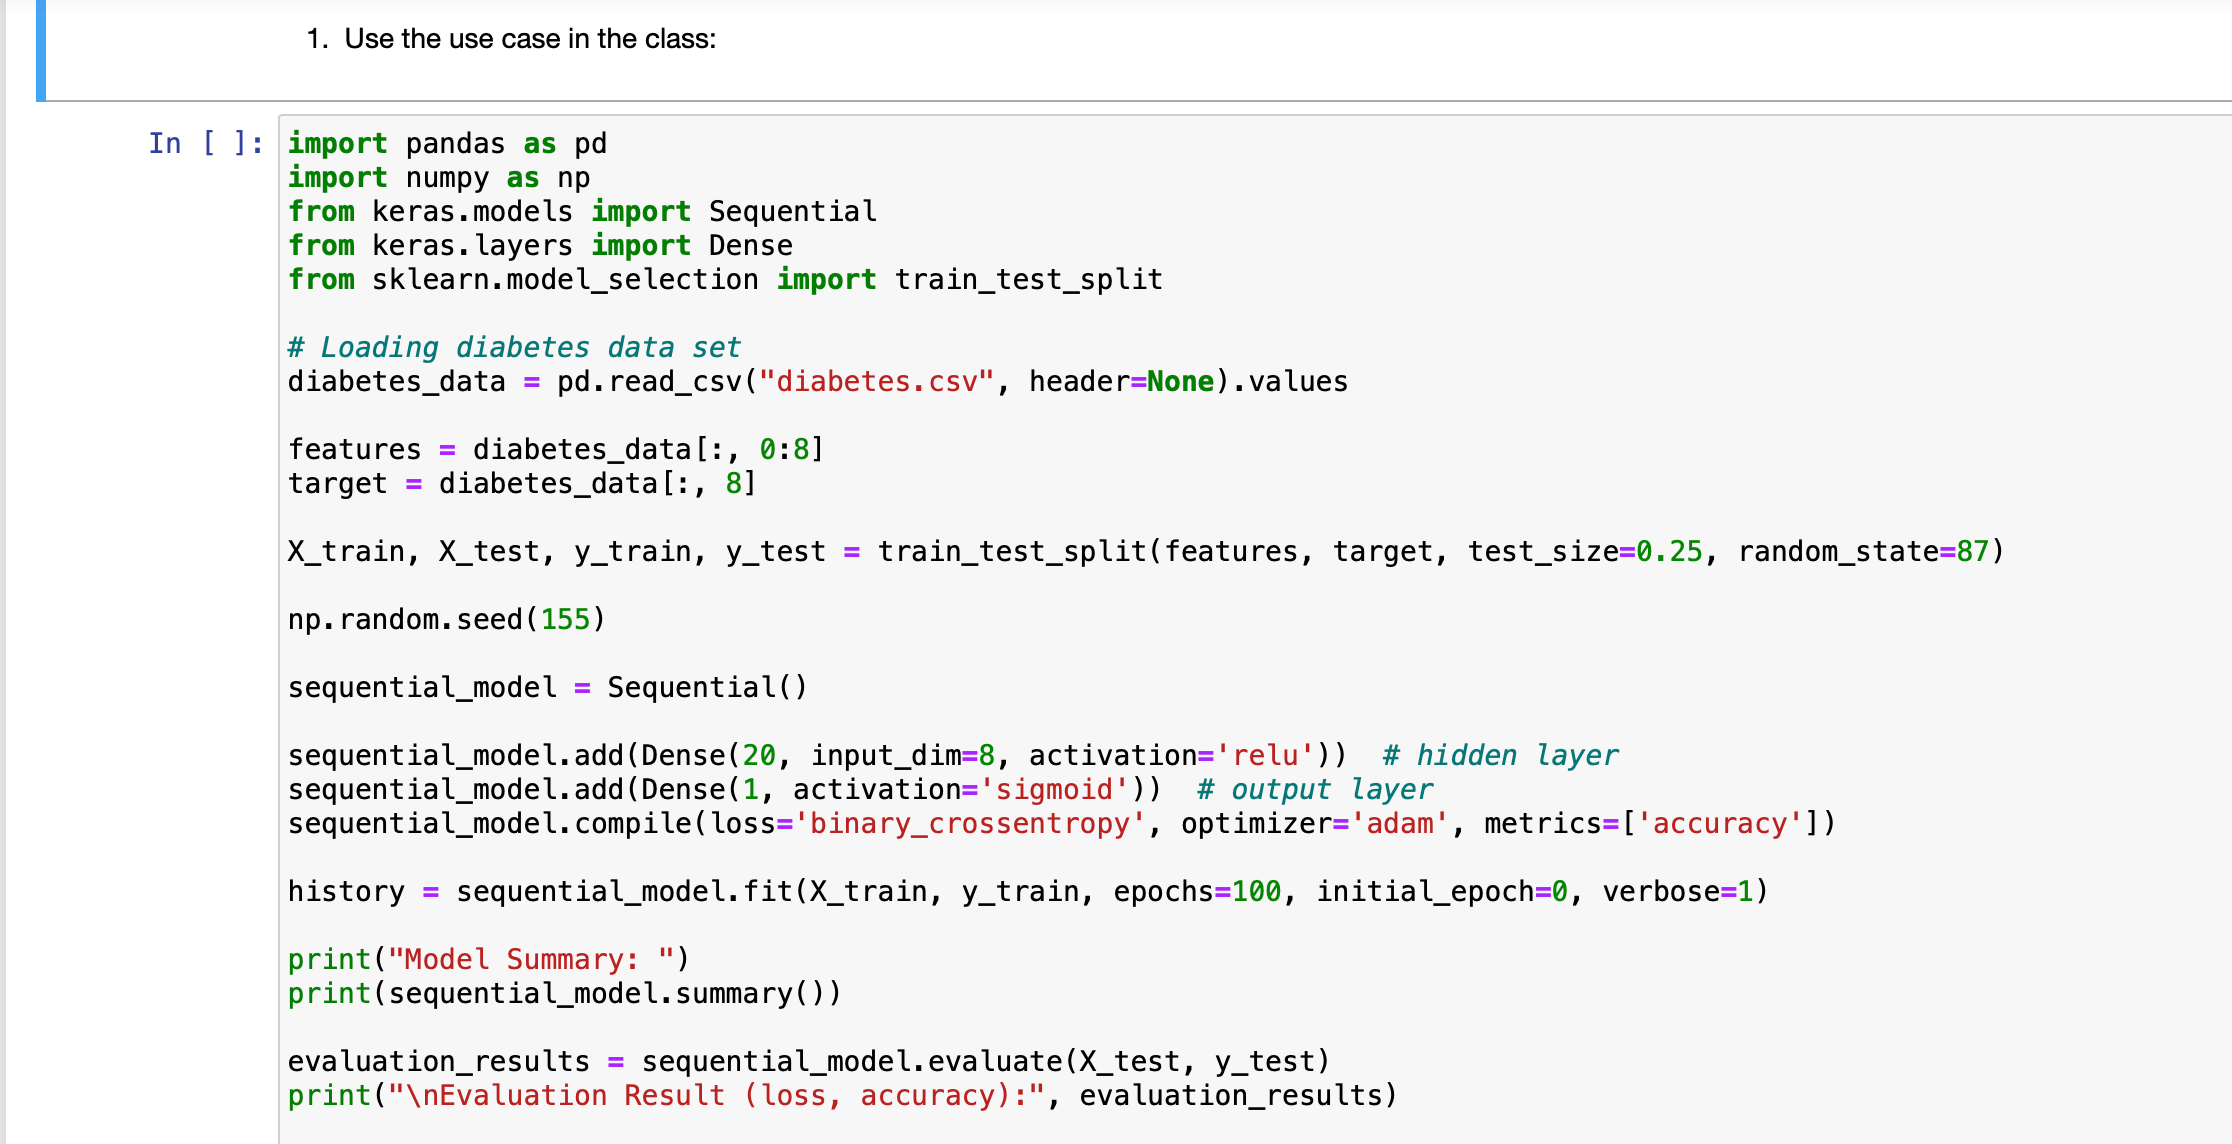 1. Use the use case in the class:
In [ ]:
import pandas as pd
import numpy as np
from keras.models import Sequential
from keras.layers import Dense
from sklearn.model_selection import train_test_split
# Loading diabetes data set
diabetes_data = pd.read_csv("diabetes.csv", header=None).values
features = diabetes_data[:, 0:8]
target = diabetes_data[:, 8]
X_train, X_test, y_train, y_test = train_test_split(features, target, test_size=0.25, random_state=87)
np.random.seed(155)
sequential_model = Sequential()
sequential_model.add(Dense(20, input_dim=8, activation='relu'))  # hidden layer
sequential_model.add(Dense(1, activation='sigmoid'))  # output layer
sequential_model.compile(loss='binary_crossentropy', optimizer='adam', metrics=['accuracy'])
history = sequential_model.fit(X_train, y_train, epochs=100, initial_epoch=0, verbose=1)
print("Model Summary: ")
print(sequential_model.summary())
evaluation_results = sequential_model.evaluate(X_test, y_test)
print("\nEvaluation Result (loss, accuracy):", evaluation_results)